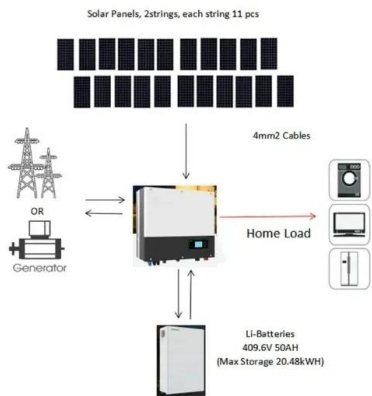 Solar Panels, 2strings, each string 11 pcs
4mm2 Cables
OR
Generator
Home Load
Li-Batteries
409.6V 50AH
(Max Storage 20.48kWH)